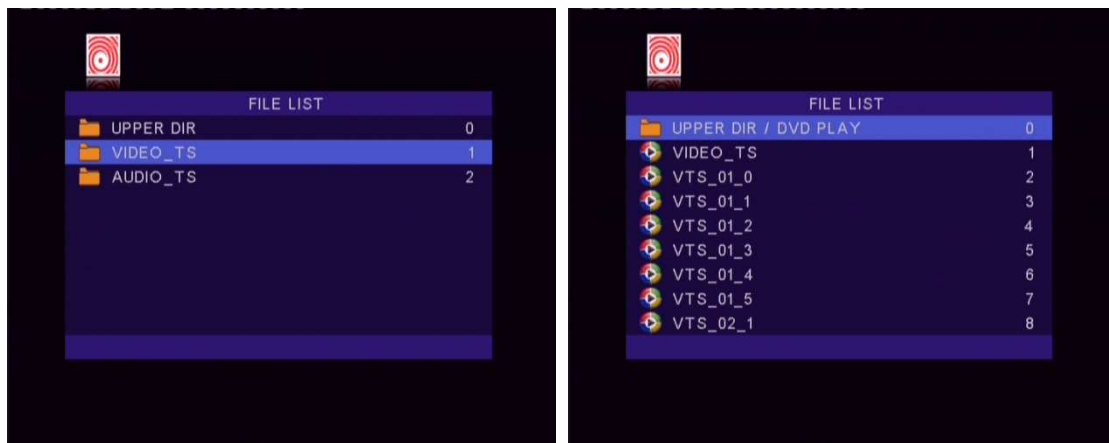 FILE LIST
UPPER DIR 0
VIDEO_TS 1
AUDIO_TS 2
FILE LIST
UPPER DIR / DVD PLAY 0
VIDEO_TS 1
VTS_01_0 2
VTS_01_1 3
VTS_01_2 4
VTS_01_3 5
VTS_01_4 6
VTS_01_5 7
VTS_02_1 8